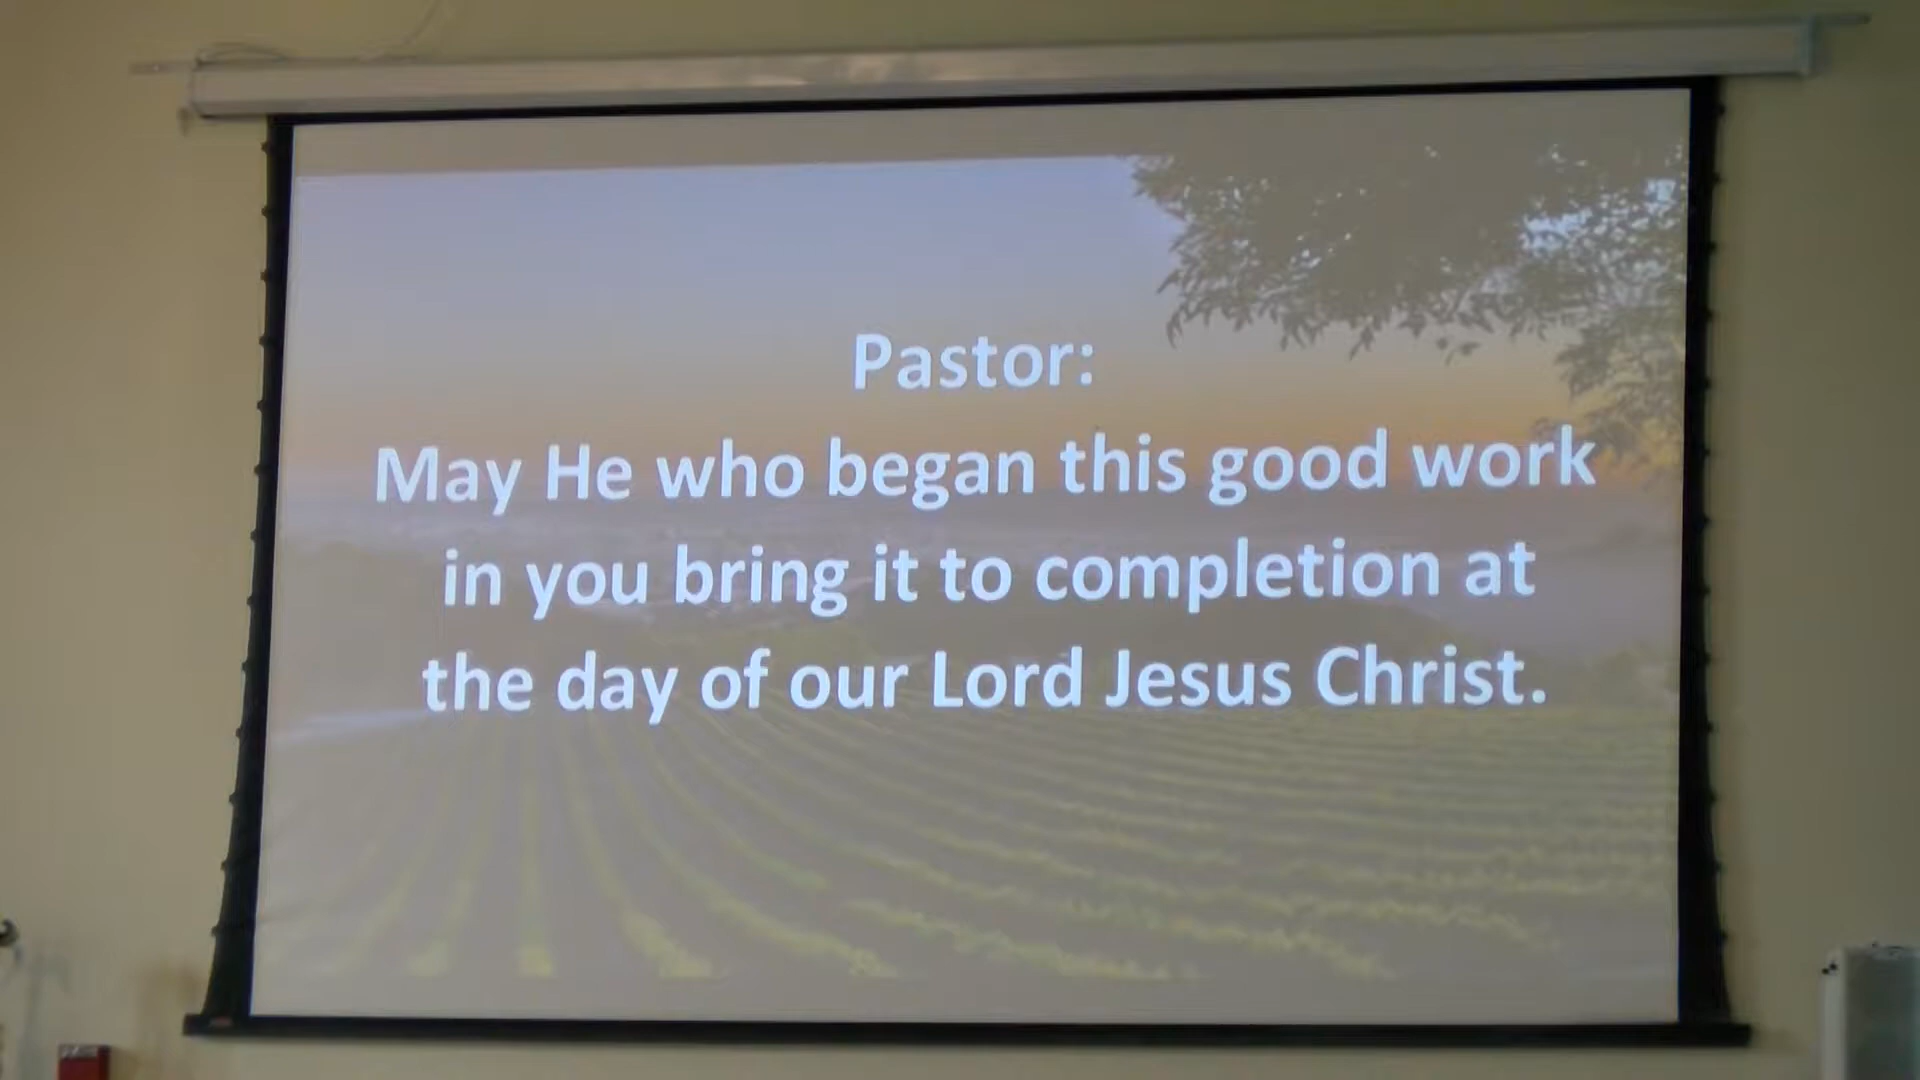 Pastor:
May He who began this good work
in you bring it to completion at
the day of our Lord Jesus Christ.